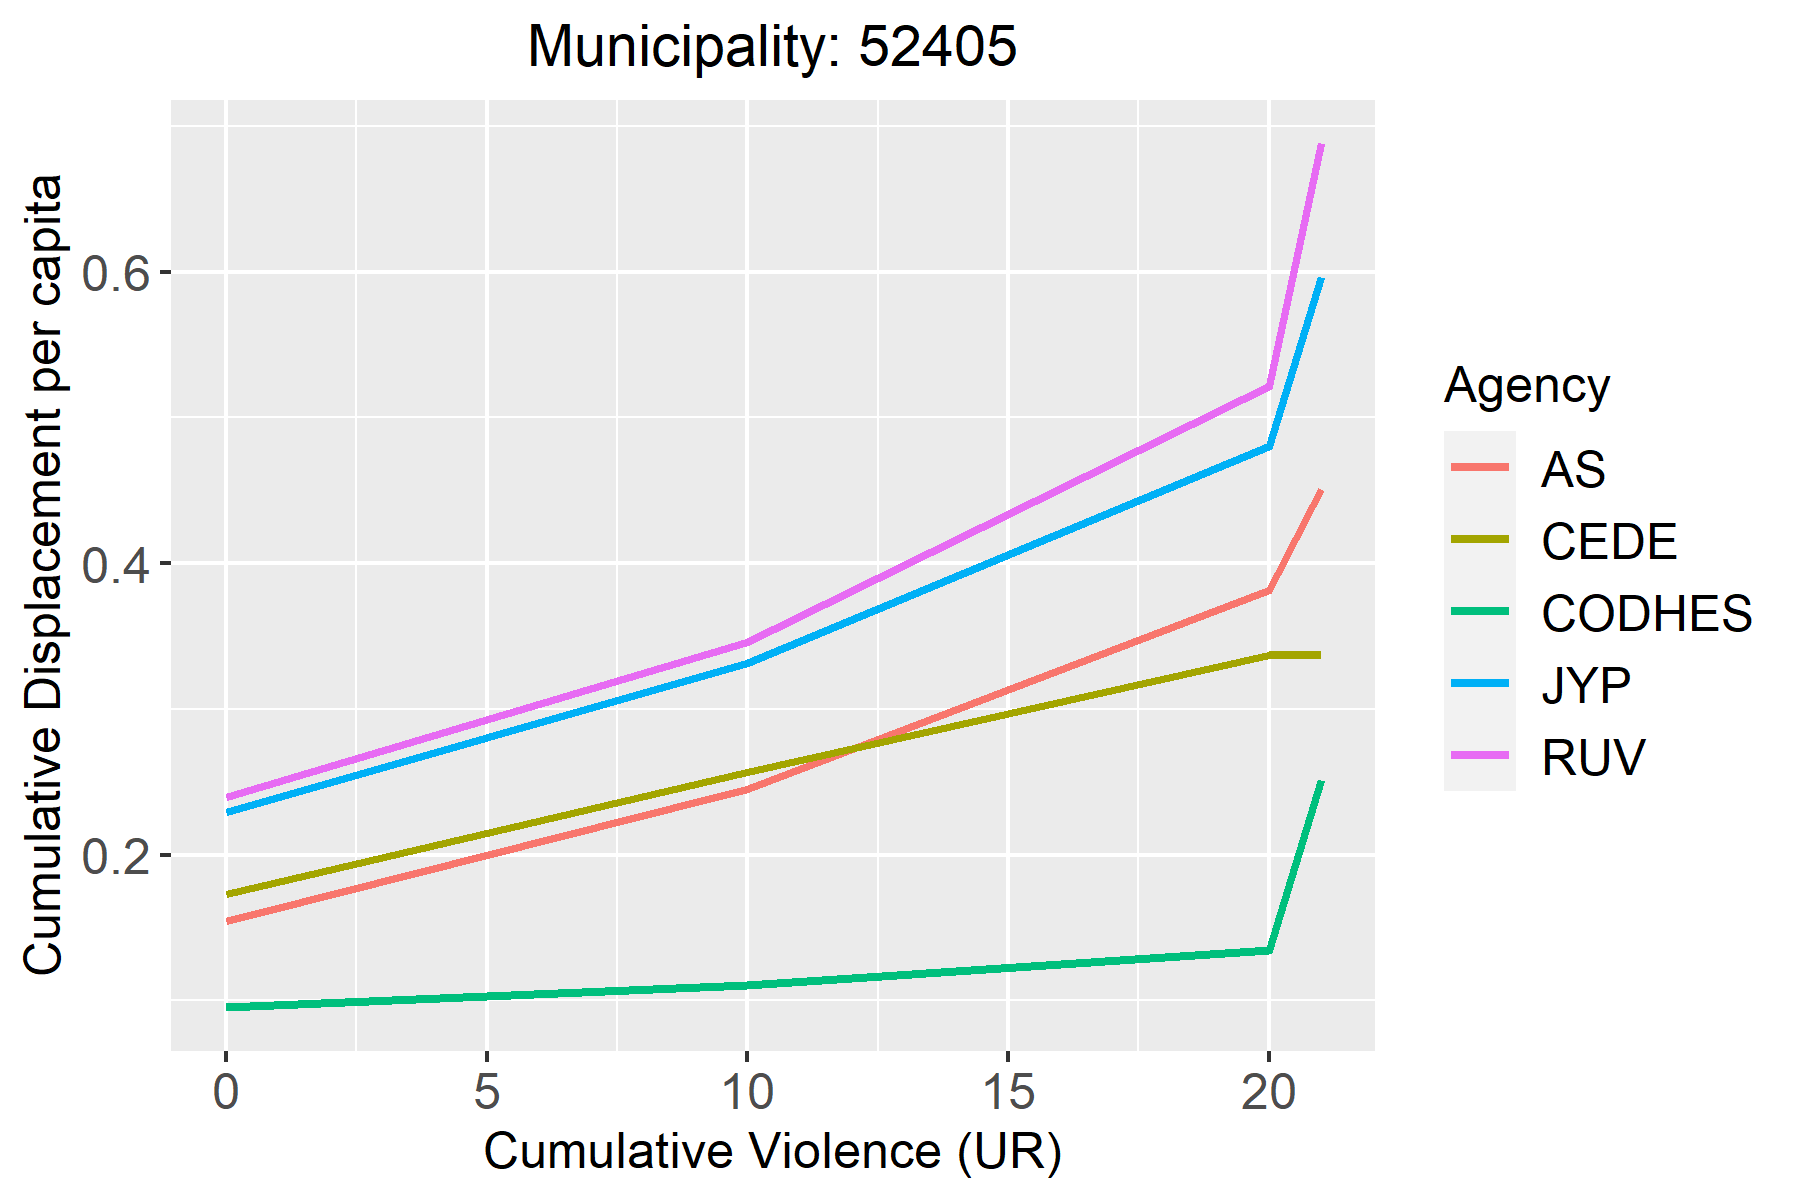 Municipality: 52405
Cumulative Displacement per capita
0.6
0.4
0.2
0 5 10 15 20
Cumulative Violence (UR)
Agency
AS
CEDE
CODHES
JYP
RUV